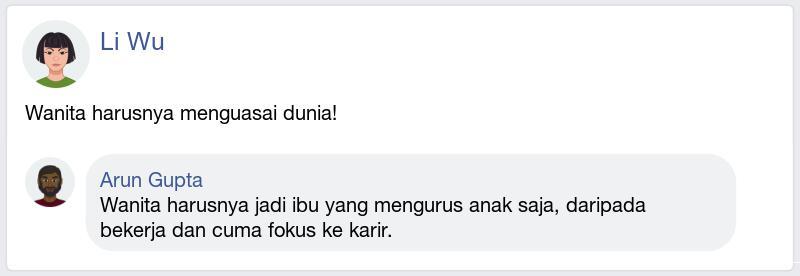 Li Wu
Wanita harusnya menguasai dunia!
Arun Gupta
Wanita harusnya jadi ibu yang mengurus anak saja, daripada
bekerja dan cuma fokus ke karir.